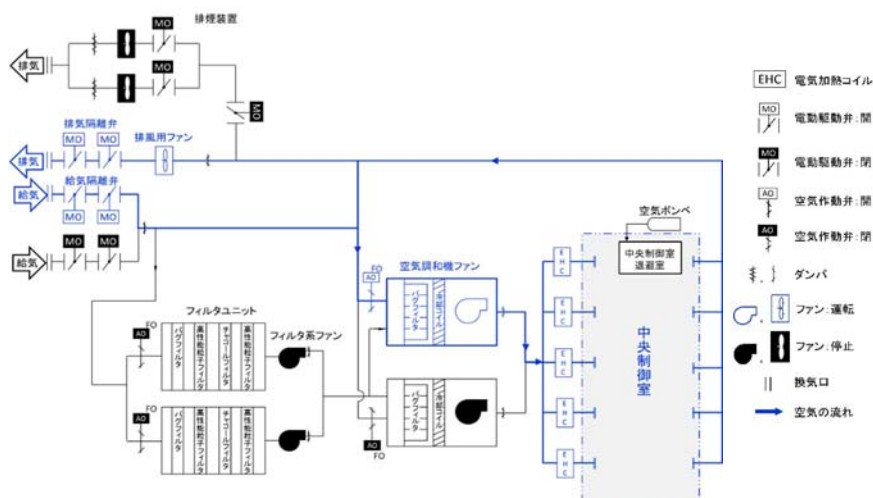 排煙装置
MO
MO
排気
MO
排気隔離弁
MO
MO
排風用ファン
排気
給気隔離弁
給気
MO
MO
MO
MO
給気
空気ボンベ
中央制御室
退避室
空気調和機ファン
FO
AO
バグフィルタ
冷却コイル
フィルタユニット
フィルタ系ファン
FO
AO
バグフィルタ
高性能粒子フィルタ
チャコールフィルタ
高性能粒子フィルタ
FO
AO
バグフィルタ
高性能粒子フィルタ
チャコールフィルタ
高性能粒子フィルタ
バグフィルタ
冷却コイル
AO
FO
EHC
EHC
EHC
EHC
EHC
中央制御室
EHC
電気加熱コイル
MO
電動駆動弁:開
MO
電動駆動弁:閉
AO
空気作動弁:開
AO
空気作動弁:閉
ダンパ
ファン:運転
ファン:停止
換気口
空気の流れ